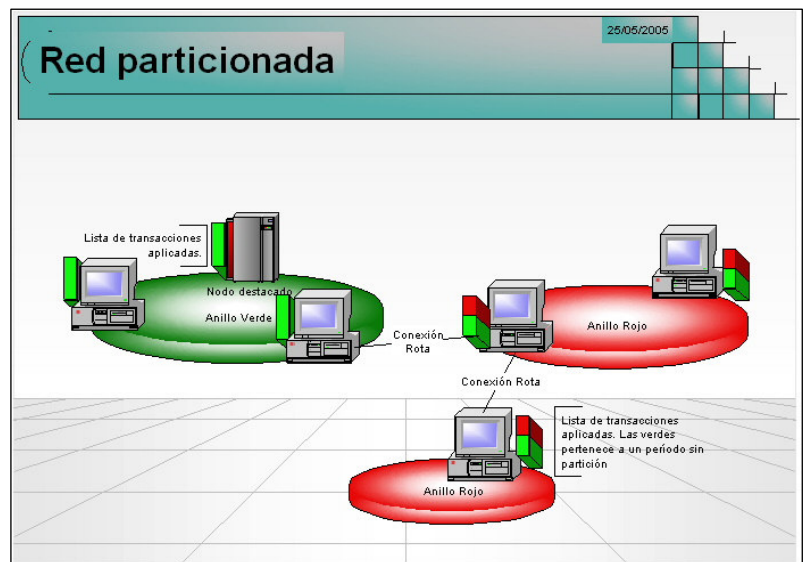 25/05/2005
Red particionada
Lista de transacciones
aplicadas.
Nodo destacado
Anillo Verde
Conexión
Rota
Anillo Rojo
Conexión Rota
Lista de transacciones
aplicadas. Las verdes
pertenece a un período sin
partición
Anillo Rojo